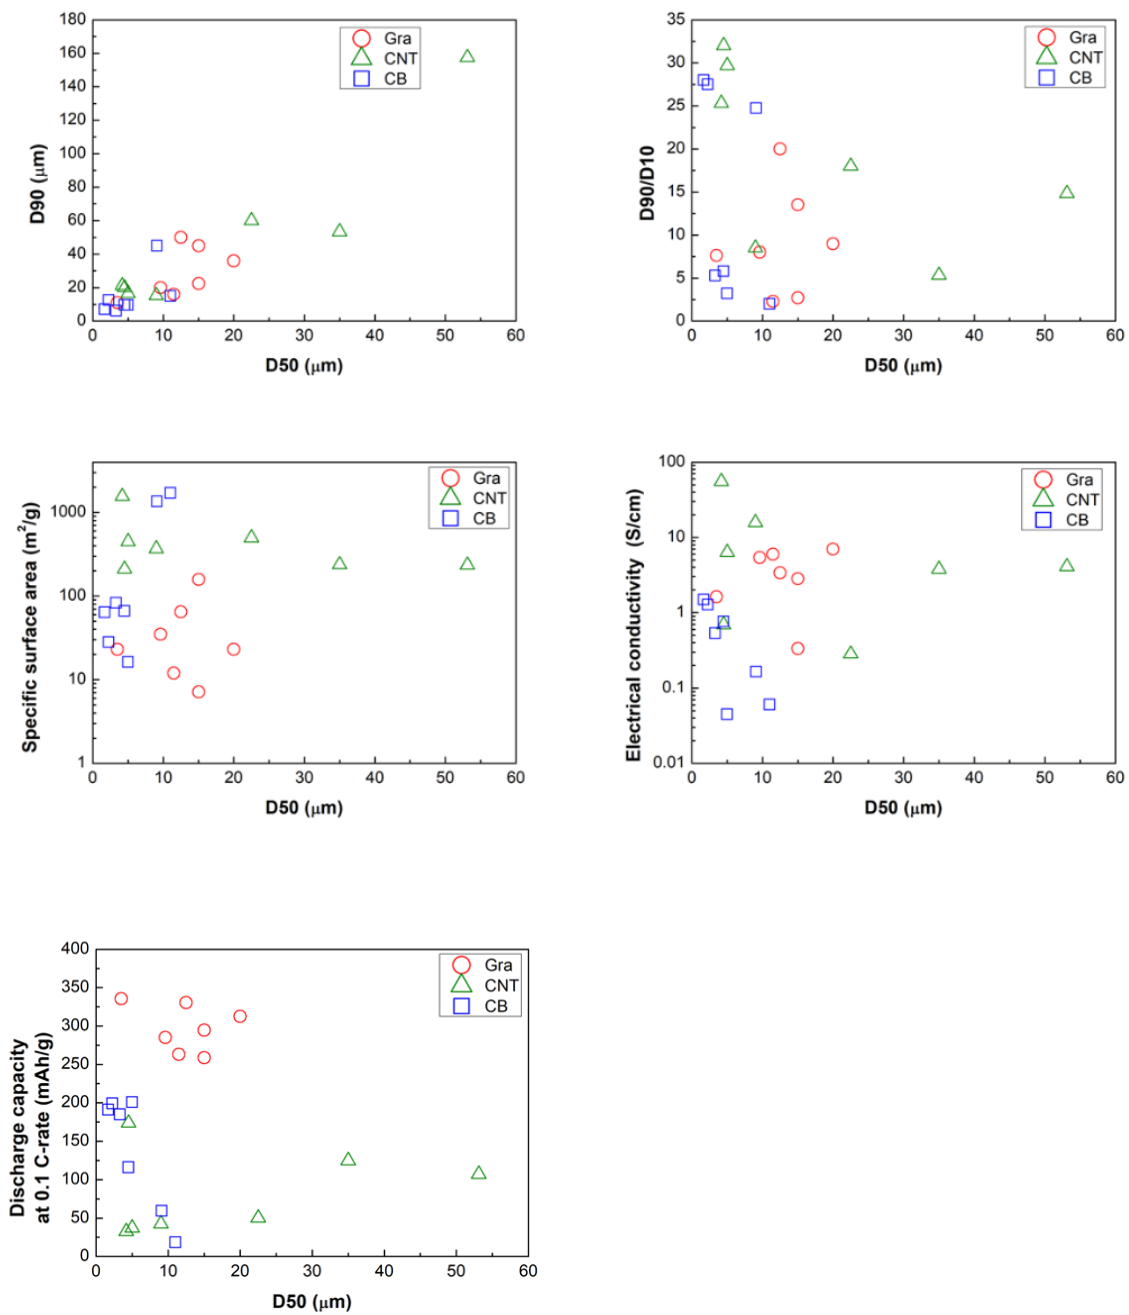 180
160
140
120
100
80
60
40
20
0
D90 (μm)
Gra
CNT
CB
0 10 20 30 40 50 60
D50 (μm)
35
30
25
20
15
10
5
0
D90/D10
Gra
CNT
CB
0 10 20 30 40 50 60
D50 (μm)
1000
100
10
1
Specific surface area (m²/g)
Gra
CNT
CB
0 10 20 30 40 50 60
D50 (μm)
100
10
1
0.1
0.01
Electrical conductivity (S/cm)
Gra
CNT
CB
0 10 20 30 40 50 60
D50 (μm)
400
350
300
250
200
150
100
50
0
Discharge capacity
at 0.1 C-rate (mAh/g)
Gra
CNT
CB
0 10 20 30 40 50 60
D50 (μm)